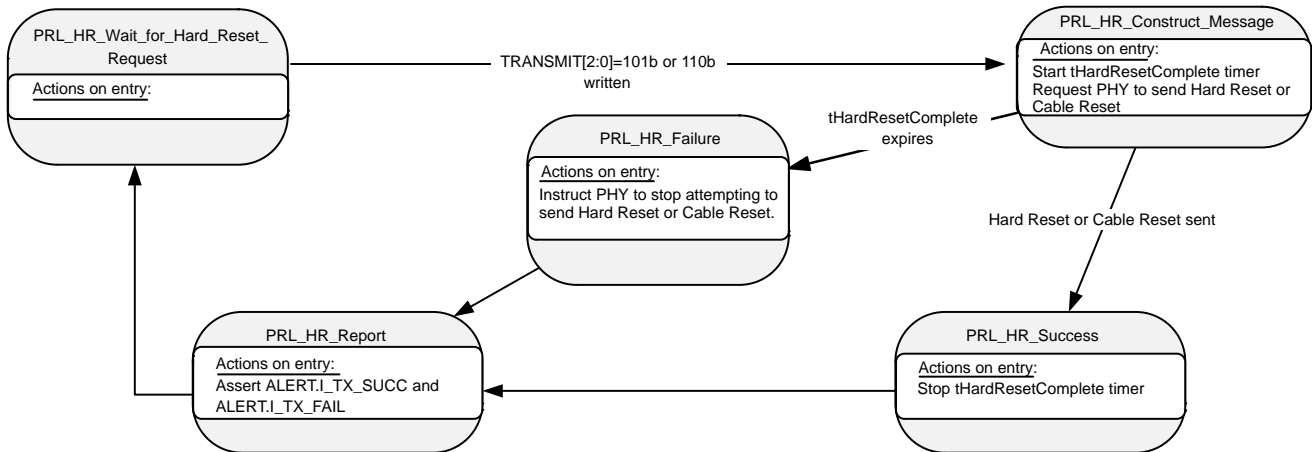 PRL_HR_Wait_for_Hard_Reset_
Request
Actions on entry:
TRANSMIT[2:0]=101b or 110b
written
PRL_HR_Construct_Message
Actions on entry:
Start tHardResetComplete timer
Request PHY to send Hard Reset or
Cable Reset
tHardResetComplete
expires
PRL_HR_Failure
Actions on entry:
Instruct PHY to stop attempting to
send Hard Reset or Cable Reset.
Hard Reset or Cable Reset sent
PRL_HR_Report
Actions on entry:
Assert ALERT.I_TX_SUCC and
ALERT.I_TX_FAIL
PRL_HR_Success
Actions on entry:
Stop tHardResetComplete timer